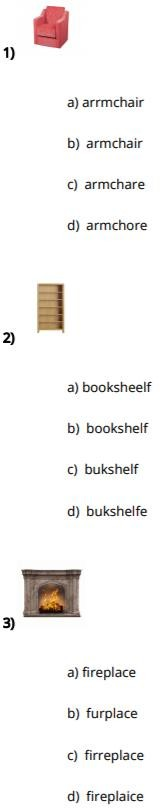 1)
a) arrmchair
b) armchair
c) armchare
d) armchore
2)
a) booksheelf
b) bookshelf
c) bukshelf
d) bukshelfe
3)
a) fireplace
b) furplace
c) firreplace
d) fireplaice